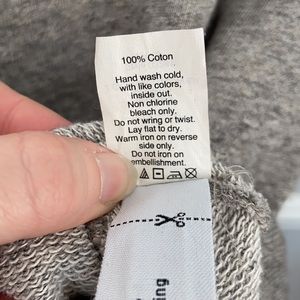 100% Coton
Hand wash cold,
with like colors,
inside out.
Non chlorine
bleach only.
Do not wring or twist.
Lay flat to dry.
Warm iron on reverse
side only.
Do not iron on
embellishment.